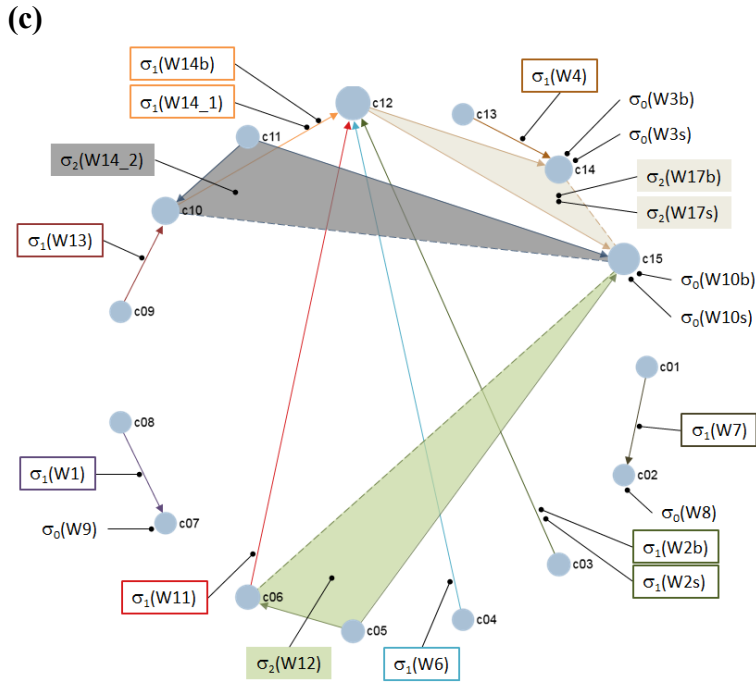 (c)
σ₁(W14b)
σ₁(W14_1)
c12
c13
σ₁(W4)
σ₀(W3b)
σ₀(W3s)
c11
c14
σ₂(W14_2)
σ₂(W17b)
σ₂(W17s)
c10
σ₁(W13)
c15
σ₀(W10b)
σ₀(W10s)
c09
c01
c08
σ₁(W7)
σ₁(W1)
c02
σ₀(W9)
c07
σ₀(W8)
σ₁(W2b)
c03
σ₁(W2s)
σ₁(W11)
c06
c05
c04
σ₂(W12)
σ₁(W6)